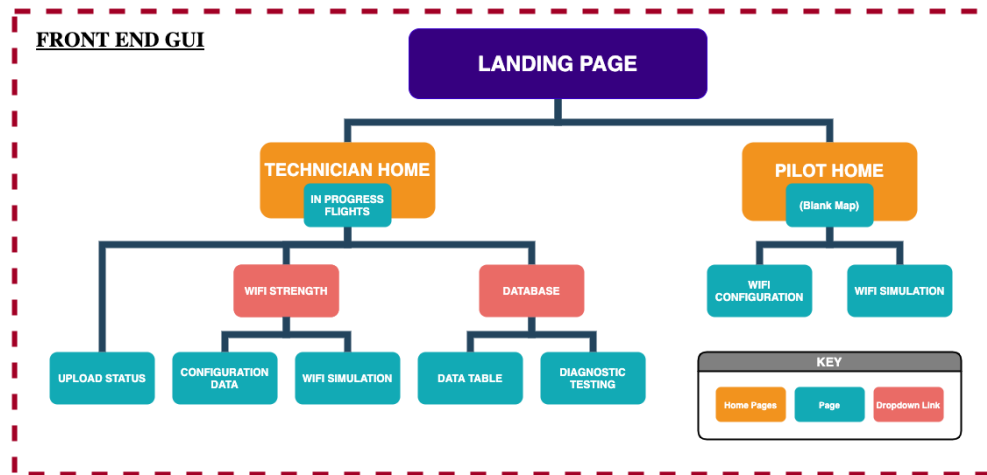 FRONT END GUI
LANDING PAGE
TECHNICIAN HOME
IN PROGRESS
FLIGHTS
PILOT HOME
(Blank Map)
WIFI STRENGTH
DATABASE
WIFI
CONFIGURATION
WIFI SIMULATION
UPLOAD STATUS
CONFIGURATION
DATA
WIFI SIMULATION
DATA TABLE
DIAGNOSTIC
TESTING
KEY
Home Pages
Page
Dropdown Link